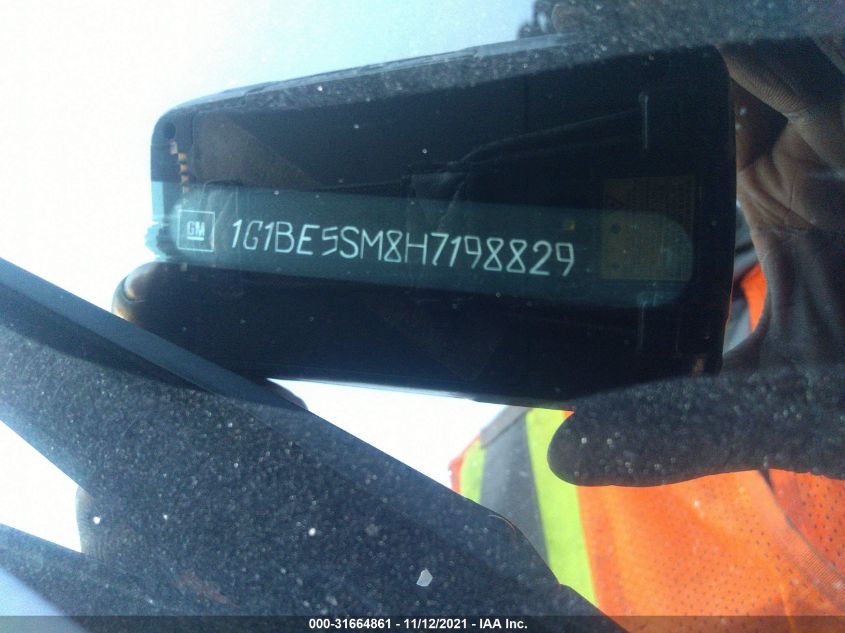 GM 1G1BE5SM8H7198829
000-31664861 - 11/12/2021 - IAA Inc.